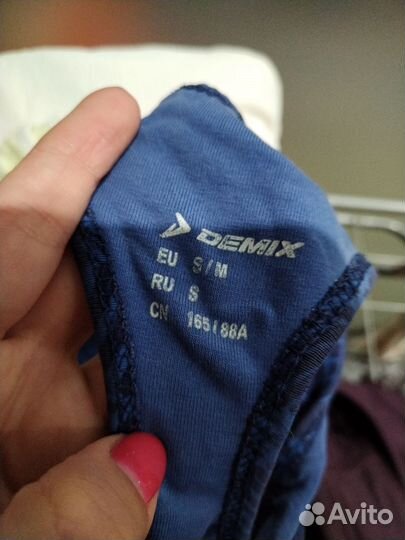 DEMIX
EU S/M
RU S
CN 165/88A
Avito